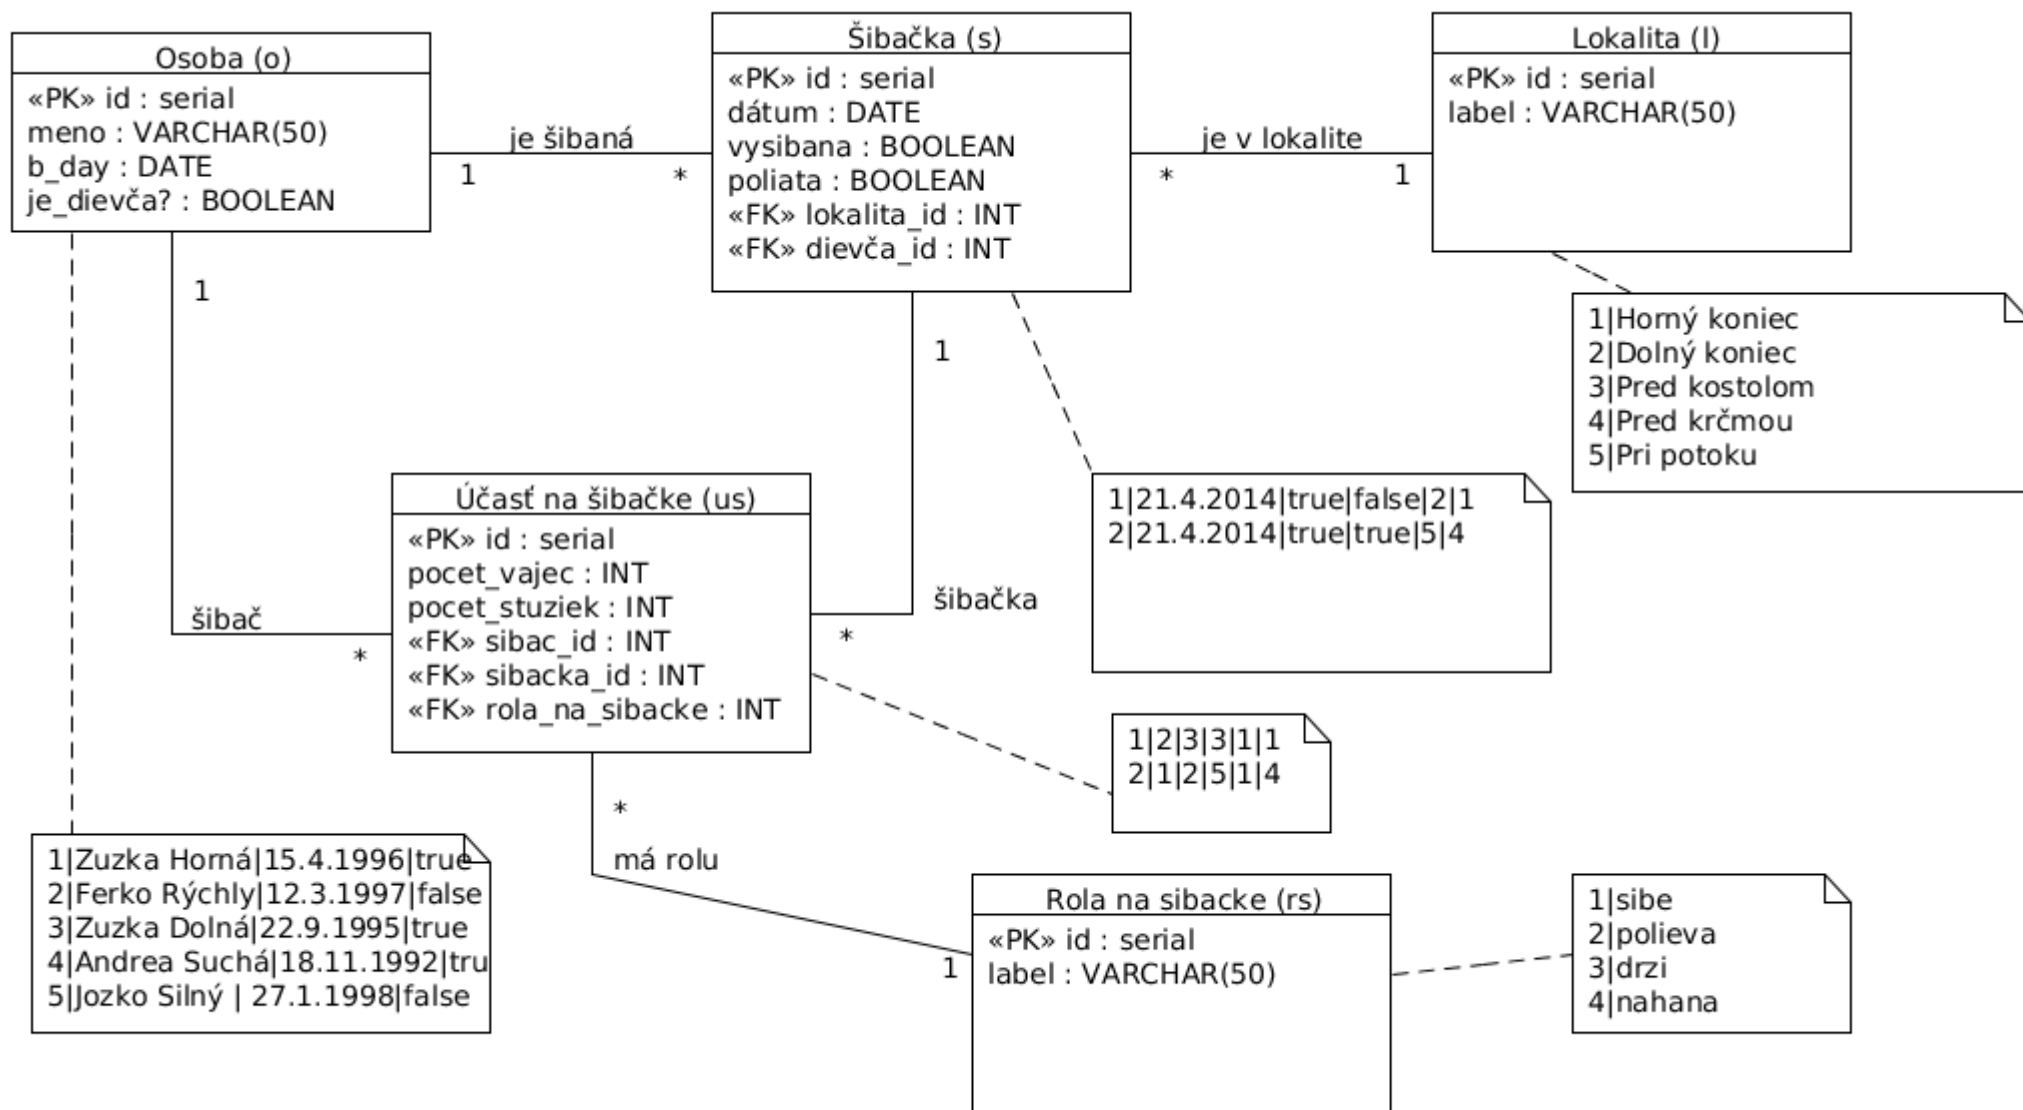 Osoba (o)
«PK» id : serial
meno : VARCHAR(50)
b_day : DATE
je_dievča? : BOOLEAN
je šibaná
1
*
Šibačka (s)
«PK» id : serial
dátum : DATE
vysibana : BOOLEAN
poliata : BOOLEAN
«FK» lokalita_id : INT
«FK» dievča_id : INT
je v lokalite
*
1
Lokalita (l)
«PK» id : serial
label : VARCHAR(50)
1|Horný koniec
2|Dolný koniec
3|Pred kostolom
4|Pred krčmou
5|Pri potoku
1
1
šibač
*
Účasť na šibačke (us)
«PK» id : serial
pocet_vajec : INT
pocet_stuziek : INT
«FK» sibac_id : INT
«FK» sibacka_id : INT
«FK» rola_na_sibacke : INT
šibačka
*
1|21.4.2014|true|false|2|1
2|21.4.2014|true|true|5|4
1|2|3|3|1|1
2|1|2|5|1|4
*
má rolu
1
1|Zuzka Horná|15.4.1996|true
2|Ferko Rýchly|12.3.1997|false
3|Zuzka Dolná|22.9.1995|true
4|Andrea Suchá|18.11.1992|tru
5|Jozko Silný | 27.1.1998|false
Rola na sibacke (rs)
«PK» id : serial
label : VARCHAR(50)
1|sibe
2|polieva
3|drzi
4|nahana